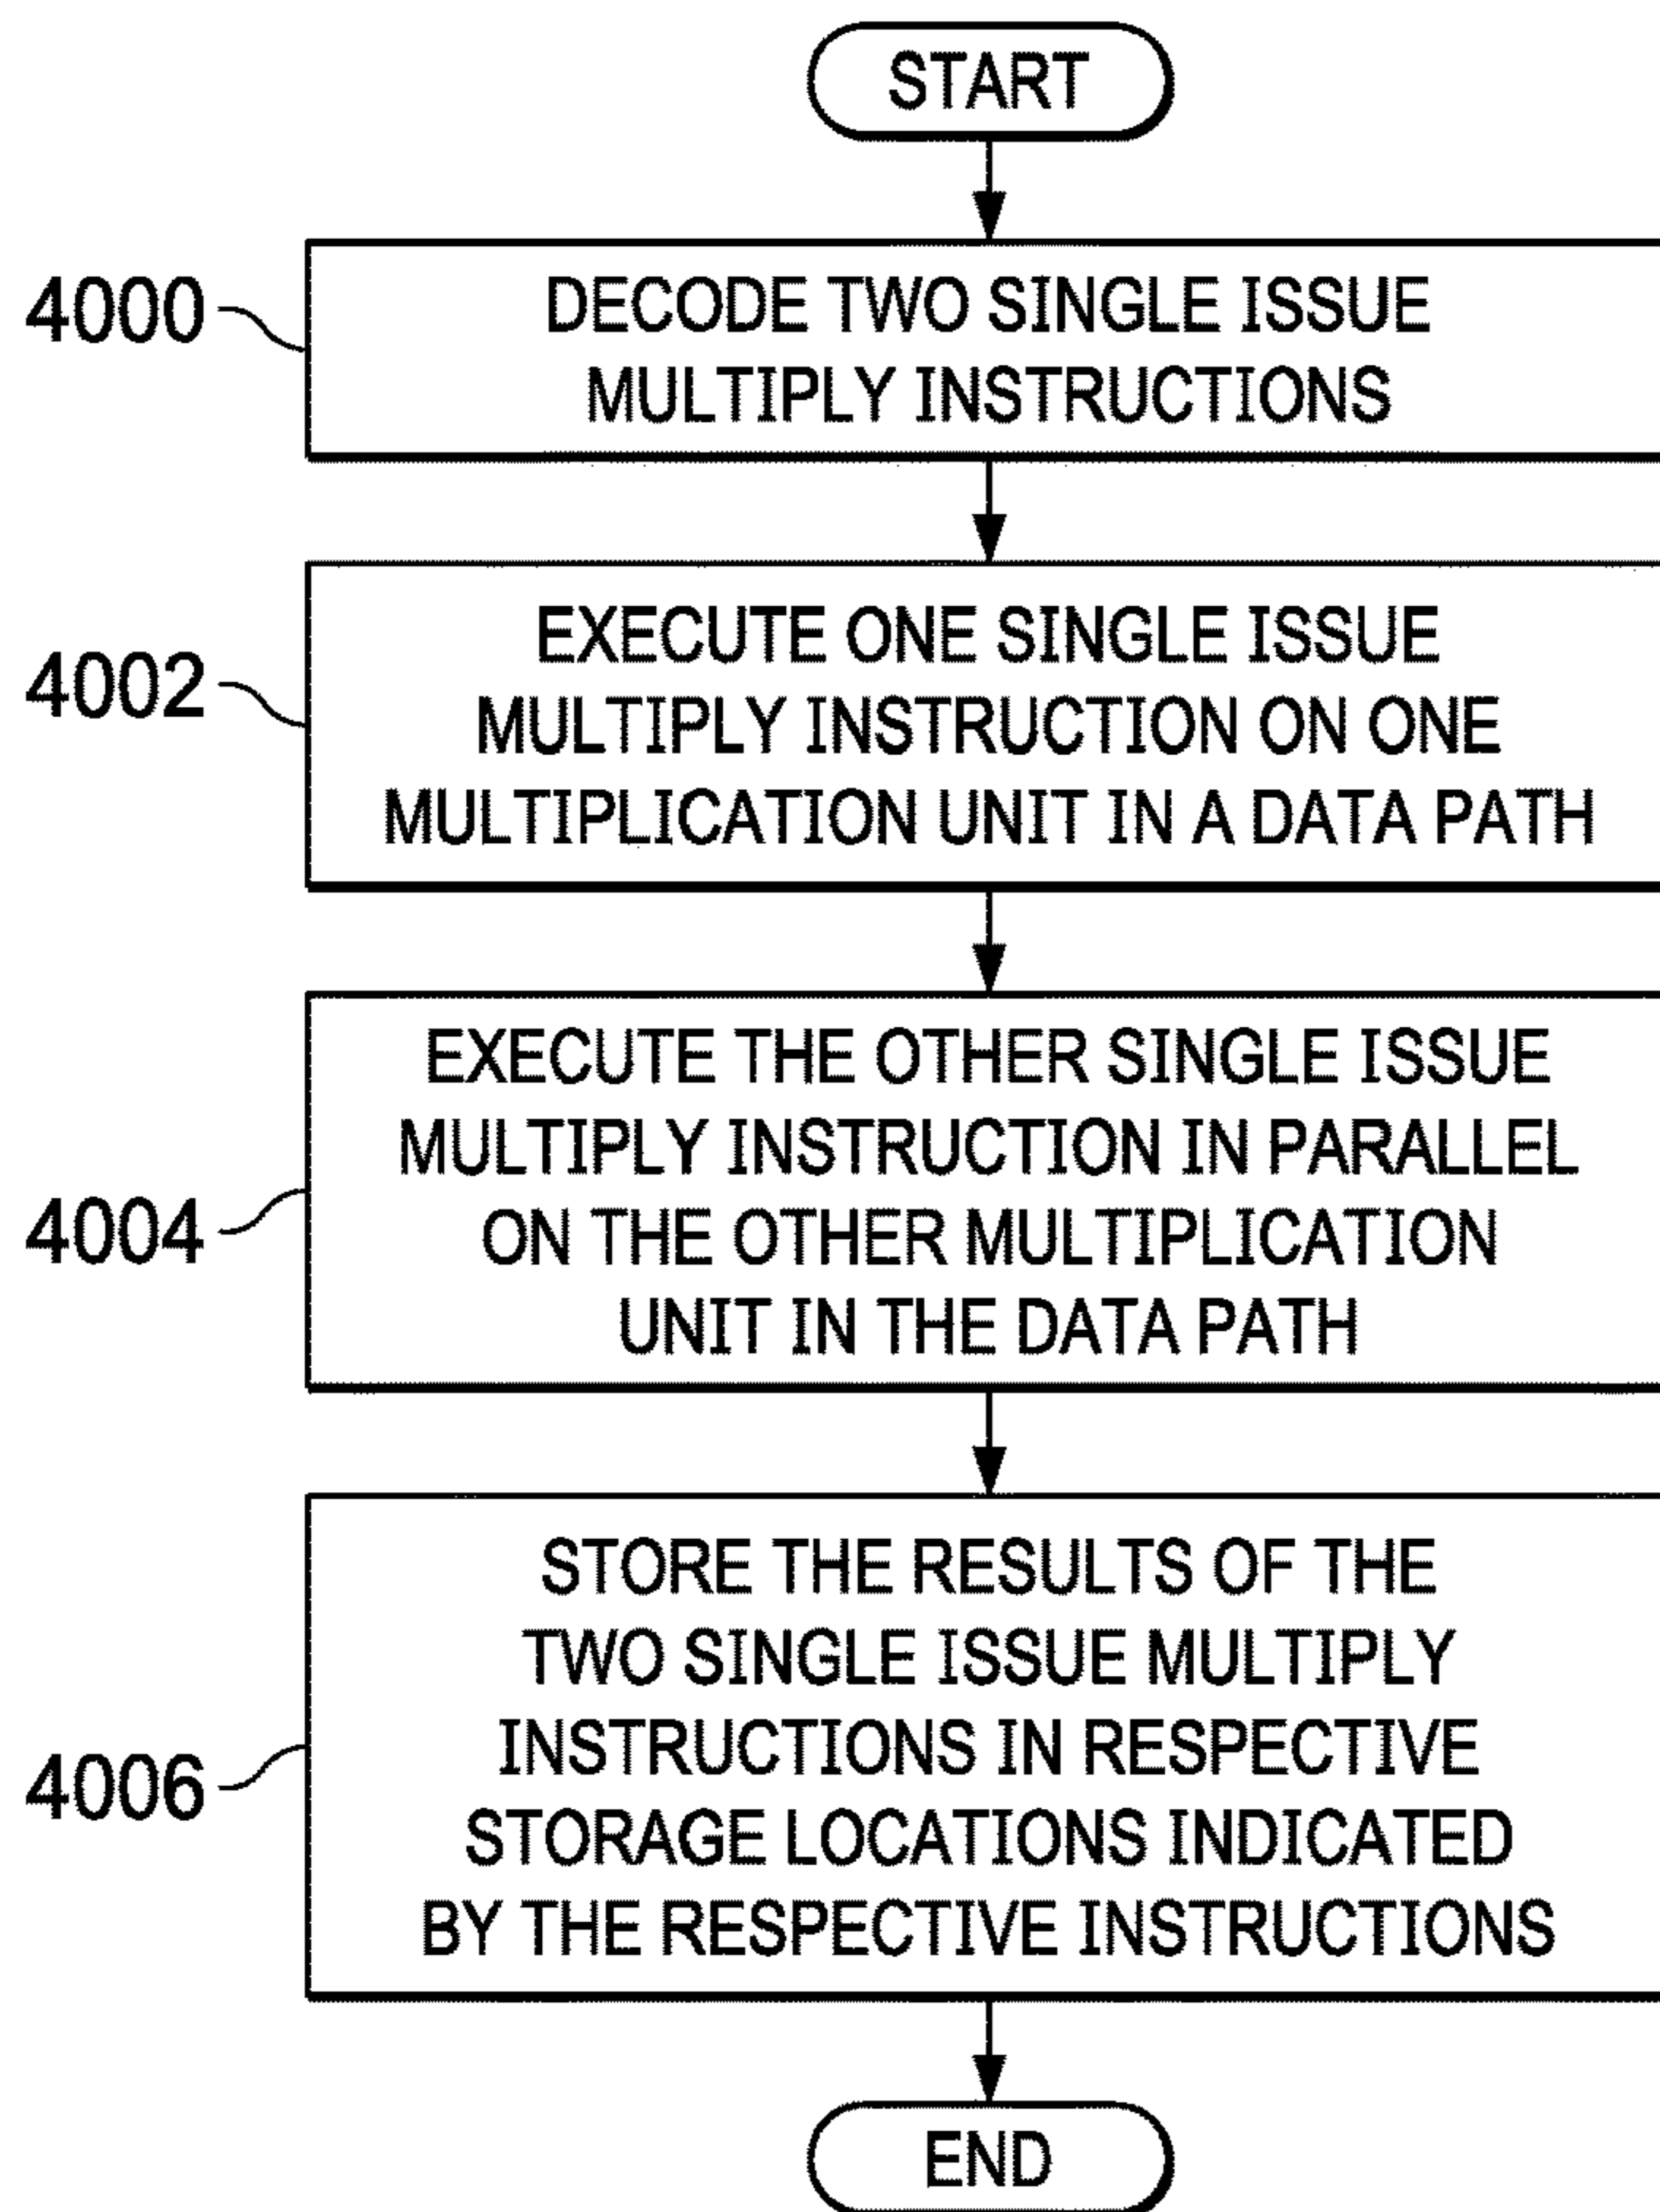 START
4000
DECODE TWO SINGLE ISSUE
MULTIPLY INSTRUCTIONS
4002
EXECUTE ONE SINGLE ISSUE
MULTIPLY INSTRUCTION ON ONE
MULTIPLICATION UNIT IN A DATA PATH
4004
EXECUTE THE OTHER SINGLE ISSUE
MULTIPLY INSTRUCTION IN PARALLEL
ON THE OTHER MULTIPLICATION
UNIT IN THE DATA PATH
4006
STORE THE RESULTS OF THE
TWO SINGLE ISSUE MULTIPLY
INSTRUCTIONS IN RESPECTIVE
STORAGE LOCATIONS INDICATED
BY THE RESPECTIVE INSTRUCTIONS
END